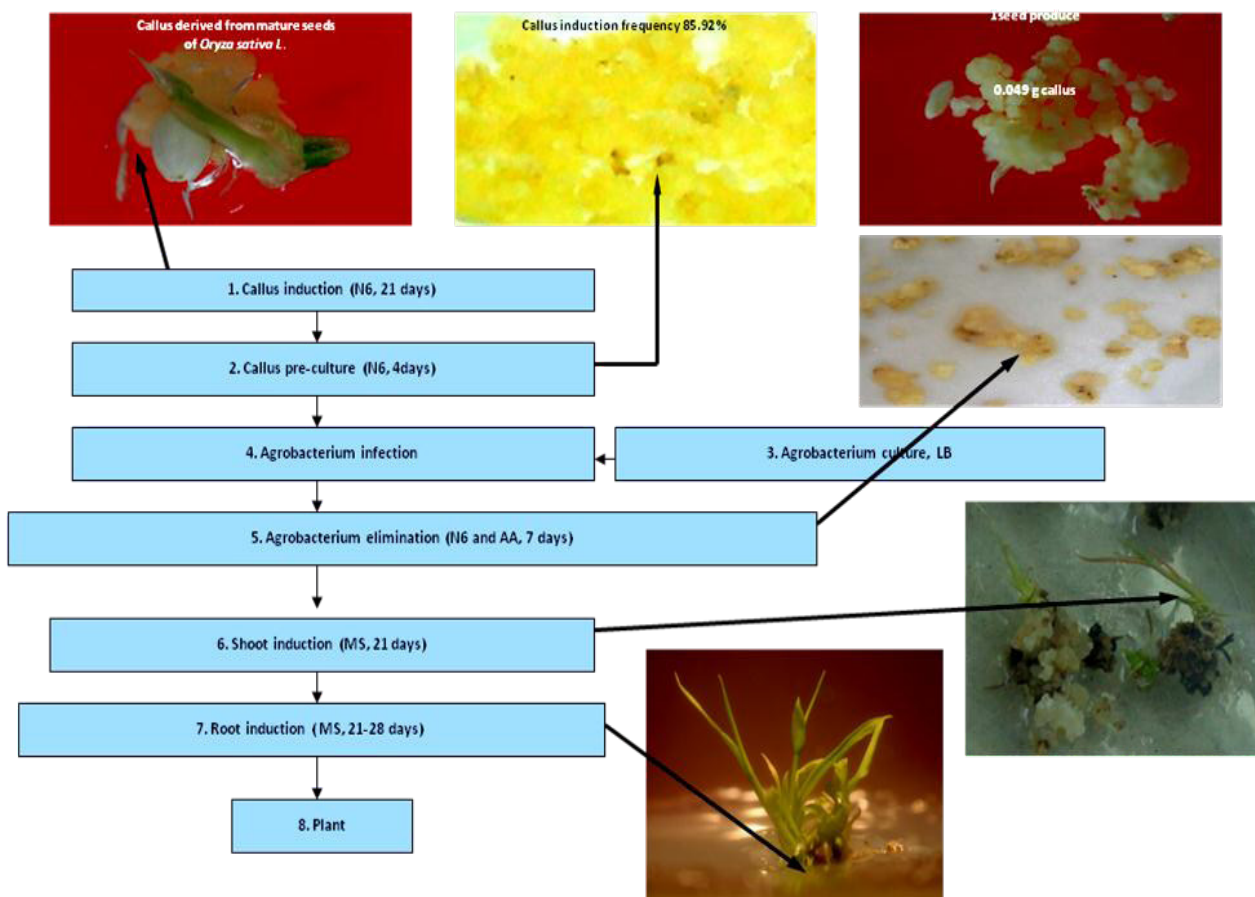 Callus derived from mature seeds
of Oryza sativa L.
Callus induction frequency 85.92%
1seed produce
0.049 g callus
1. Callus induction (N6, 21 days)
2. Callus pre-culture (N6, 4days)
4. Agrobacterium infection
3. Agrobacterium culture, LB
5. Agrobacterium elimination (N6 and AA, 7 days)
6. Shoot induction (MS, 21 days)
7. Root induction (MS, 21-28 days)
8. Plant